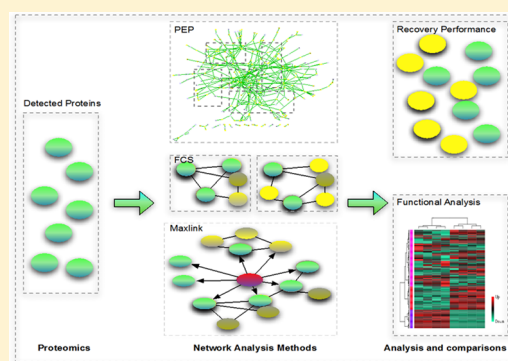 PEP
Recovery Performance
Detected Proteins
FCS
Functional Analysis
Maxlink
Proteomics
Network Analysis Methods
Analysis and comparisons